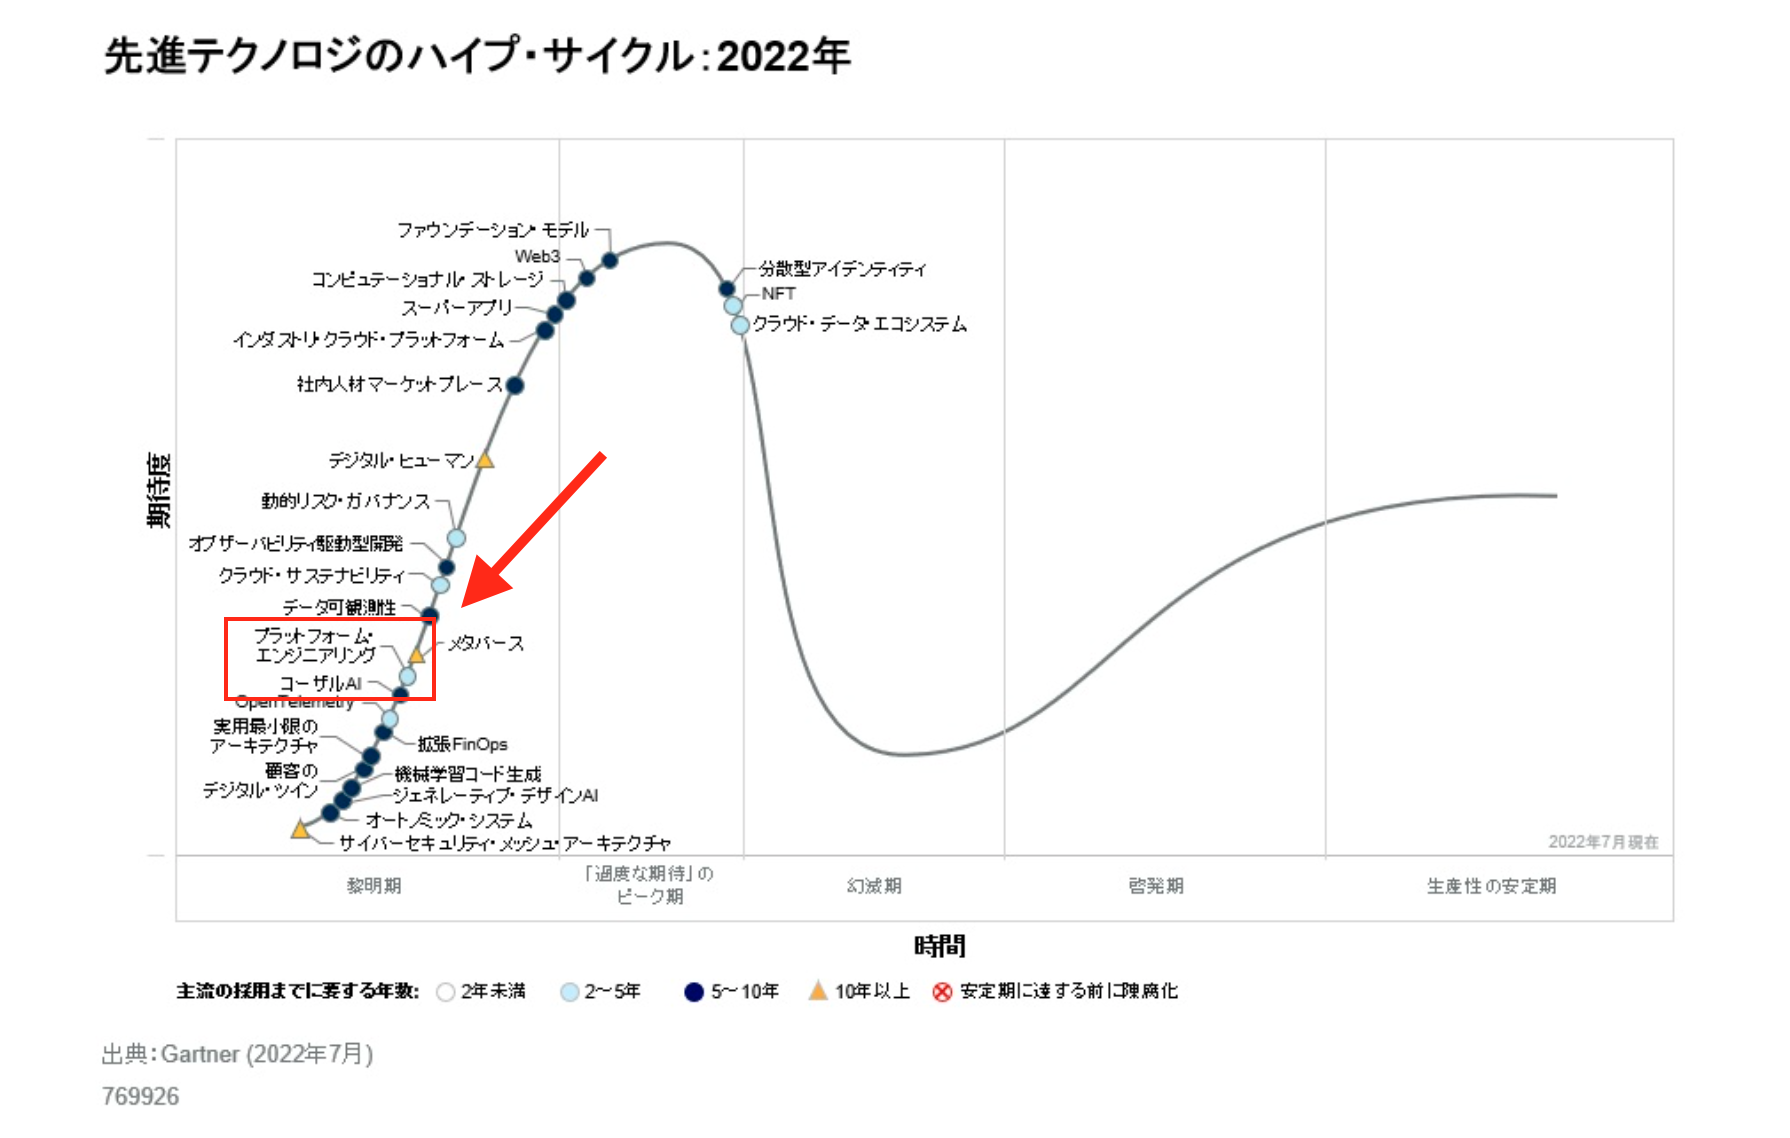 先進テクノロジのハイプ・サイクル：2022年
ファウンデーション・モデル
Web3
コンピュテーショナル・ストレージ
スーパーアプリ
インダストリ・クラウド・プラットフォーム
社内人材マーケットプレース
デジタル・ヒューマン
動的リスク・ガバナンス
オブザーバビリティ駆動型開発
クラウド・サステナビリティ
データ可観測性
プラットフォーム・
エンジニアリング
コーザルAI
OpenTelemetry
実用最小限の
アーキテクチャ
顧客の
デジタル・ツイン
分散型アイデンティティ
NFT
クラウド・データ・エコシステム
メタバース
拡張FinOps
機械学習コード生成
ジェネレーティブ・デザインAI
オートノミック・システム
サイバーセキュリティ・メッシュ・アーキテクチャ
期待度
2022年7月現在
黎明期
「過度な期待」の
ピーク期
幻滅期
啓発期
生産性の安定期
時間
主流の採用までに要する年数: 2年未満 2～5年 5～10年 10年以上 安定期に達する前に陳腐化
出典：Gartner (2022年7月)
769926